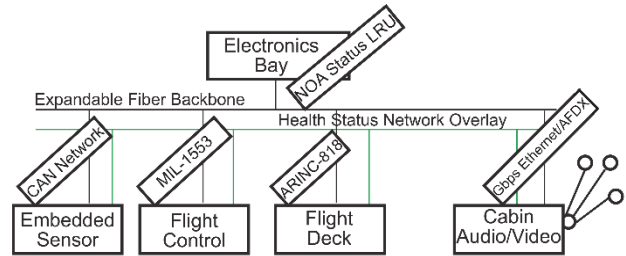 Electronics
Bay
NOA Status LRU
Expandable Fiber Backbone
Health Status Network Overlay
CAN Network
MIL-1553
ARINC-818
Gbps Ethernet/AFDX
Embedded
Sensor
Flight
Control
Flight
Deck
Cabin
Audio/Video